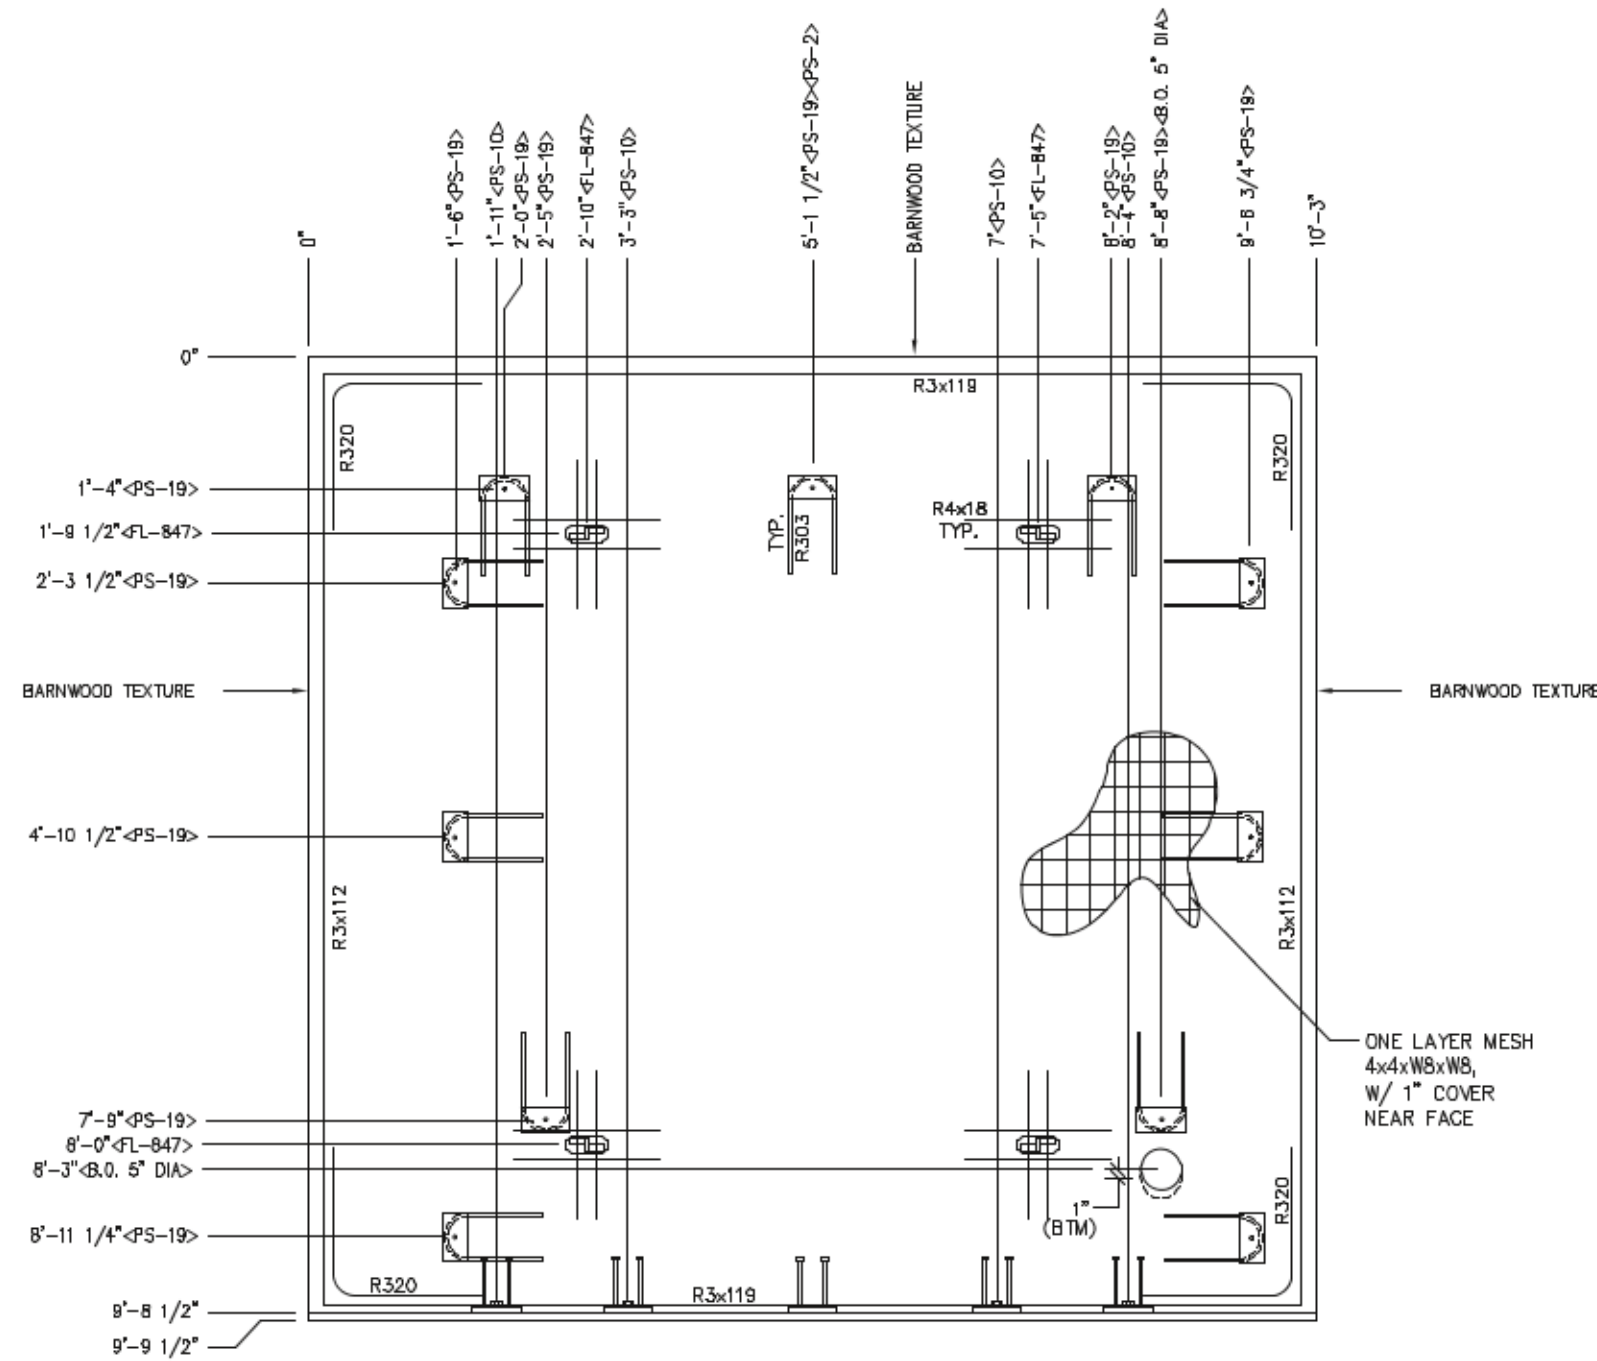 0"
1'-6"<PS-19>
1'-11"<PS-10>
2'-0"<PS-19>
2'-5"<PS-19>
2'-10"<FL-847>
3'-3"<PS-10>
5'-1 1/2"<PS-19><PS-2>
BARNWOOD TEXTURE
7"<PS-10>
7'-5"<FL-847>
8'-2"<PS-19>
8'-4"<PS-10>
8'-8"<PS-19><B.O. 5" DIA>
9'-6 3/4"<PS-19>
10'-3"
0"
R3x119
R320
R320
1'-4"<PS-19>
1'-9 1/2"<FL-847>
TYP.
R303
R4x18
TYP.
2'-3 1/2"<PS-19>
BARNWOOD TEXTURE
BARNWOOD TEXTURE
4'-10 1/2"<PS-19>
R3x112
R3x112
ONE LAYER MESH
4x4xW8xW8,
W/ 1" COVER
NEAR FACE
7'-9"<PS-19>
8'-0"<FL-847>
8'-3"<B.O. 5" DIA>
1"
(BTM)
R320
8'-11 1/4"<PS-19>
R320
R3x119
9'-8 1/2"
9'-9 1/2"